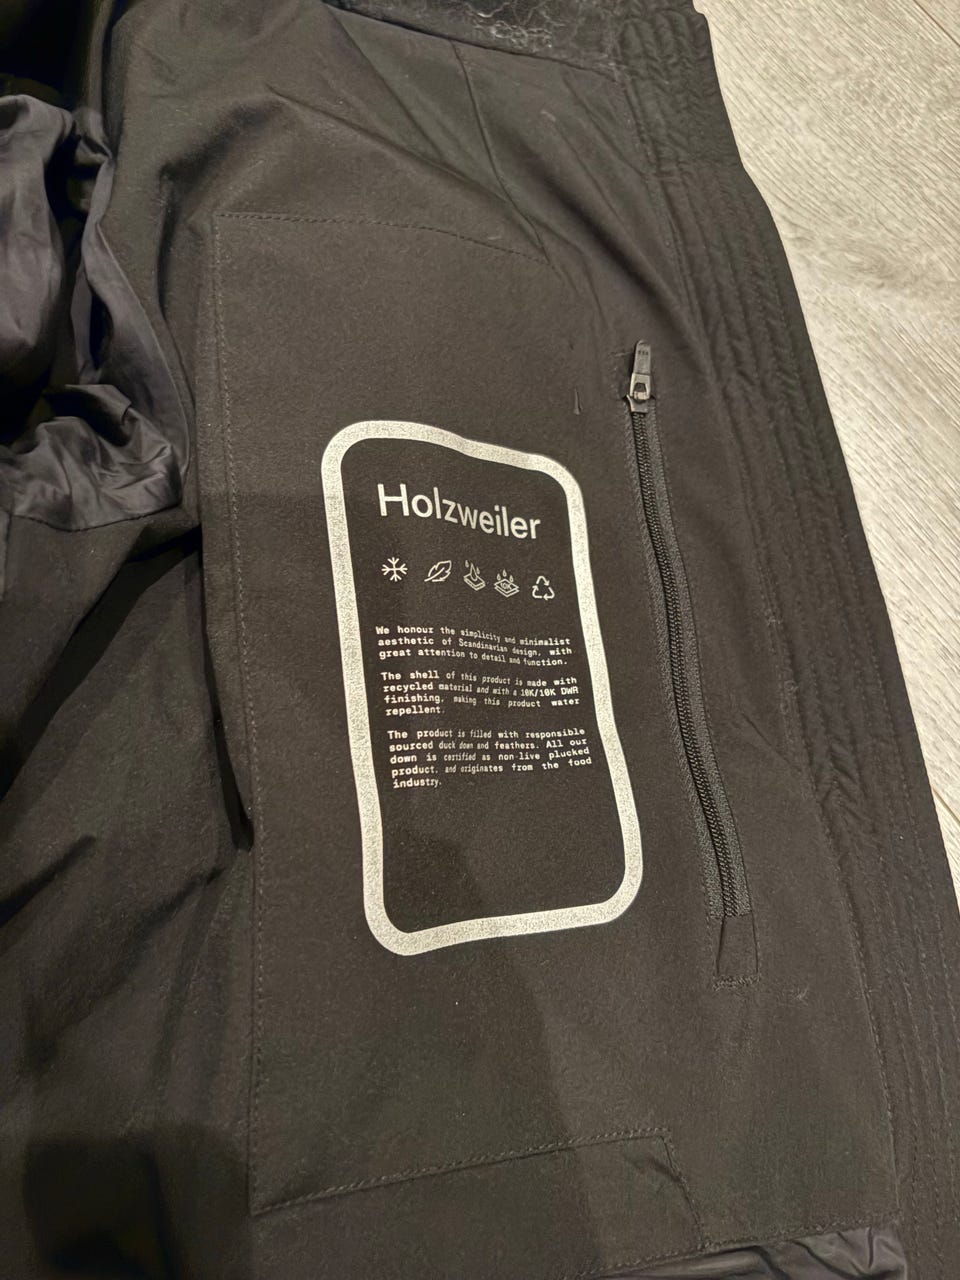 Holzweiler
We honour the simplicity and minimalist
aesthetic of Scandinavian design, with
great attention to detail and function.
The shell of this product is made with
recycled material and with a 10K/10K DWR
finishing, making this product water
repellent.
The product is filled with responsible
sourced duck down and feathers. All our
down is certified as non-live plucked
product, and originates from the food
industry.